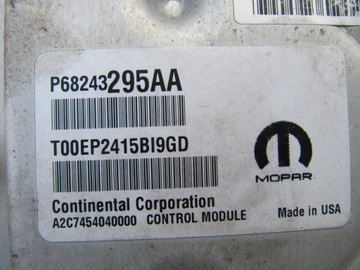 P68243295AA
T00EP2415BI9GD
MOPAR
Continental Corporation
A2C7454040000 CONTROL MODULE Made in USA